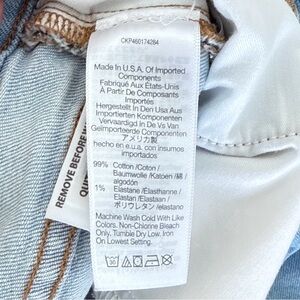 CKP460174284
Made In U.S.A. Of Imported
Components
Fabriqué Aux États-Unis
À Partir De Composants
Importés
Hergestellt In Den Usa Aus
Importierten Komponenten
Vervaardigd In De Vs Van
Geïmporteerde Componenten
アメリカ製
hecho en e.u.a. con insumos
importados
99% Cotton /Coton /
Baumwolle /Katoen /綿 /
algodón
1% Elastane /Élasthanne /
Elastan /Elastaan /
ポリウレタン /elastano
Machine Wash Cold With Like
Colors. Non-Chlorine Bleach
Only. Tumble Dry Low. Iron
On Lowest Setting.
REMOVE BEFORE